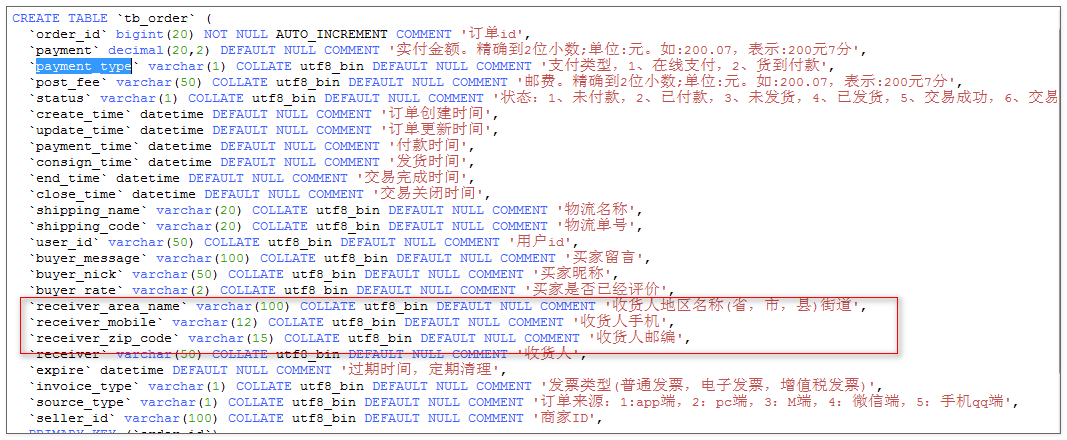 CREATE TABLE `tb_order` (
`order_id` bigint(20) NOT NULL AUTO_INCREMENT COMMENT '订单id',
`payment` decimal(20,2) DEFAULT NULL COMMENT '实付金额。精确到2位小数;单位:元。如:200.07，表示:200元7分',
`payment_type` varchar(1) COLLATE utf8_bin DEFAULT NULL COMMENT '支付类型，1、在线支付，2、货到付款',
`post_fee` varchar(50) COLLATE utf8_bin DEFAULT NULL COMMENT '邮费。精确到2位小数;单位:元。如:200.07，表示:200元7分',
`status` varchar(1) COLLATE utf8_bin DEFAULT NULL COMMENT '状态：1、未付款，2、已付款，3、未发货，4、已发货，5、交易成功，6、交易
`create_time` datetime DEFAULT NULL COMMENT '订单创建时间',
`update_time` datetime DEFAULT NULL COMMENT '订单更新时间',
`payment_time` datetime DEFAULT NULL COMMENT '付款时间',
`consign_time` datetime DEFAULT NULL COMMENT '发货时间',
`end_time` datetime DEFAULT NULL COMMENT '交易完成时间',
`close_time` datetime DEFAULT NULL COMMENT '交易关闭时间',
`shipping_name` varchar(20) COLLATE utf8_bin DEFAULT NULL COMMENT '物流名称',
`shipping_code` varchar(20) COLLATE utf8_bin DEFAULT NULL COMMENT '物流单号',
`user_id` varchar(50) COLLATE utf8_bin DEFAULT NULL COMMENT '用户id',
`buyer_message` varchar(100) COLLATE utf8_bin DEFAULT NULL COMMENT '买家留言',
`buyer_nick` varchar(50) COLLATE utf8_bin DEFAULT NULL COMMENT '买家昵称',
`buyer_rate` varchar(2) COLLATE utf8_bin DEFAULT NULL COMMENT '买家是否已经评价',
`receiver_area_name` varchar(100) COLLATE utf8_bin DEFAULT NULL COMMENT '收货人地区名称(省，市，县)街道',
`receiver_mobile` varchar(12) COLLATE utf8_bin DEFAULT NULL COMMENT '收货人手机',
`receiver_zip_code` varchar(15) COLLATE utf8_bin DEFAULT NULL COMMENT '收货人邮编',
`receiver` varchar(50) COLLATE utf8_bin DEFAULT NULL COMMENT '收货人',
`expire` datetime DEFAULT NULL COMMENT '过期时间，定期清理',
`invoice_type` varchar(1) COLLATE utf8_bin DEFAULT NULL COMMENT '发票类型(普通发票，电子发票，增值税发票)',
`source_type` varchar(1) COLLATE utf8_bin DEFAULT NULL COMMENT '订单来源：1:app端，2：pc端，3：M端，4：微信端，5：手机qq端',
`seller_id` varchar(100) COLLATE utf8_bin DEFAULT NULL COMMENT '商家ID',
PRIMARY KEY (`order_id`)